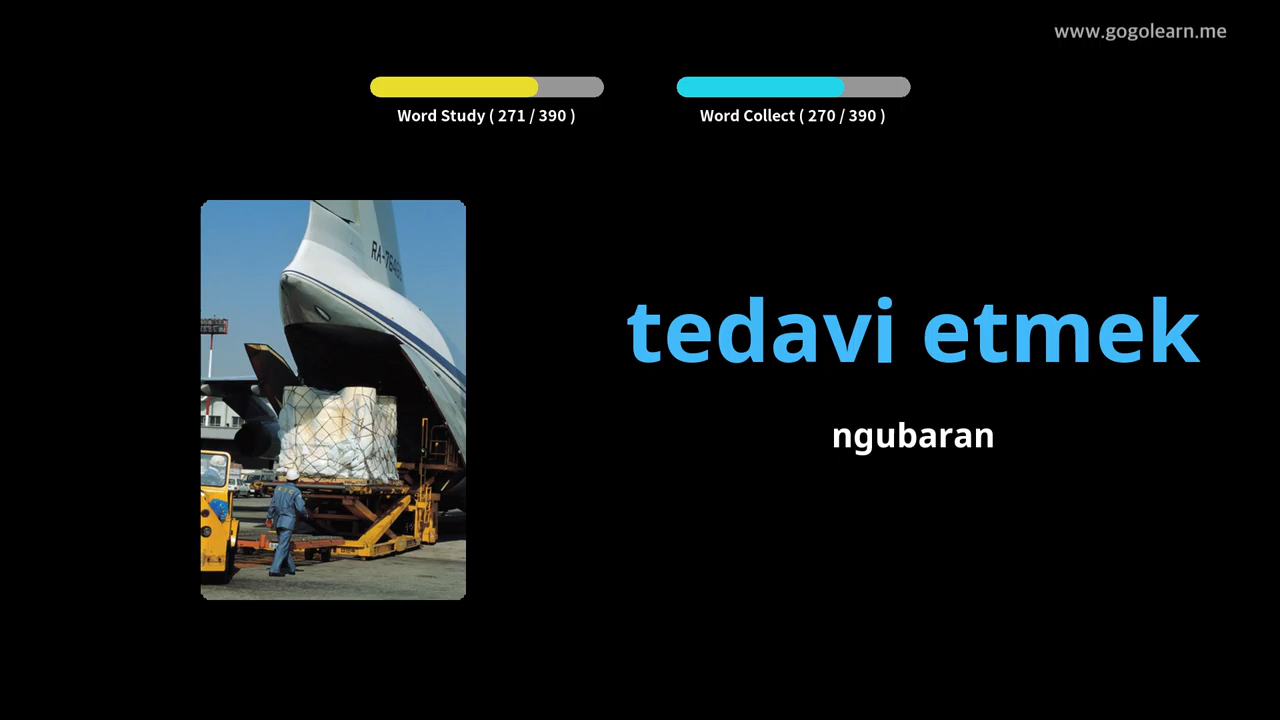 www.gogolearn.me
Word Study ( 271 / 390 )
Word Collect ( 270 / 390 )
tedavi etmek
ngubaran